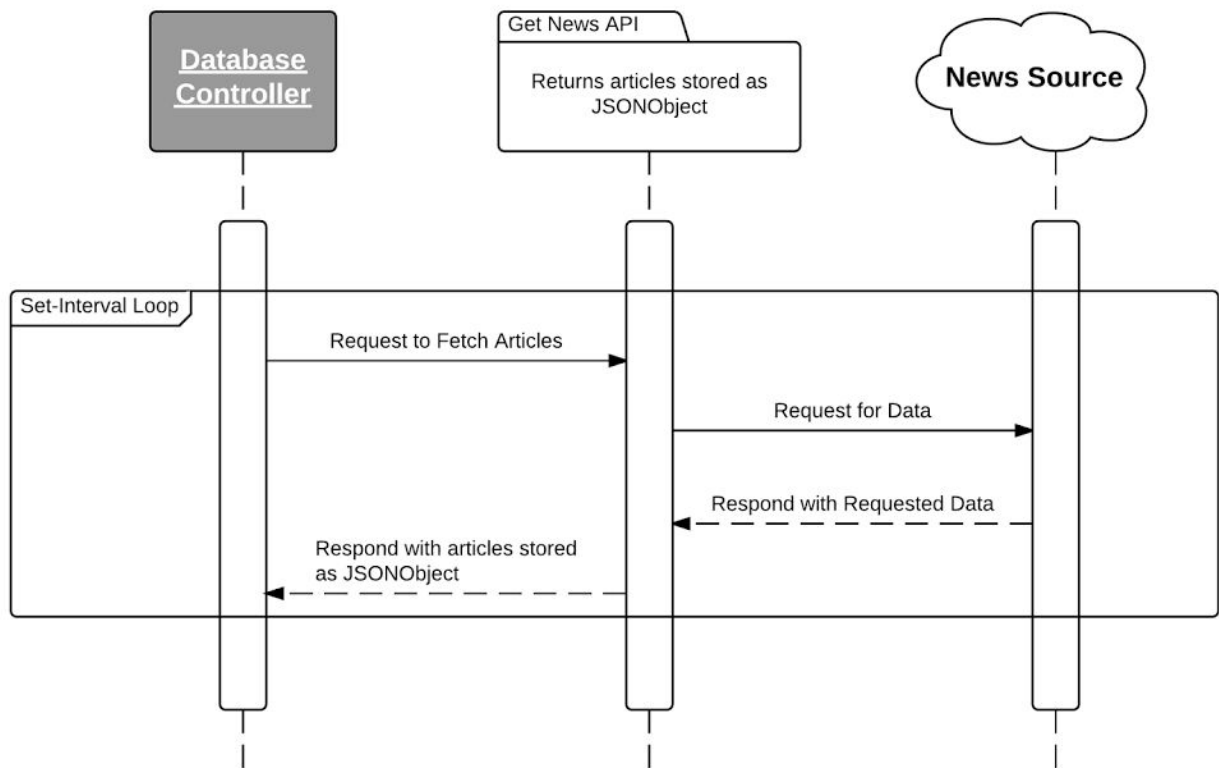 Database
Controller
Get News API
Returns articles stored as
JSONObject
News Source
Set-Interval Loop
Request to Fetch Articles
Request for Data
Respond with Requested Data
Respond with articles stored
as JSONObject